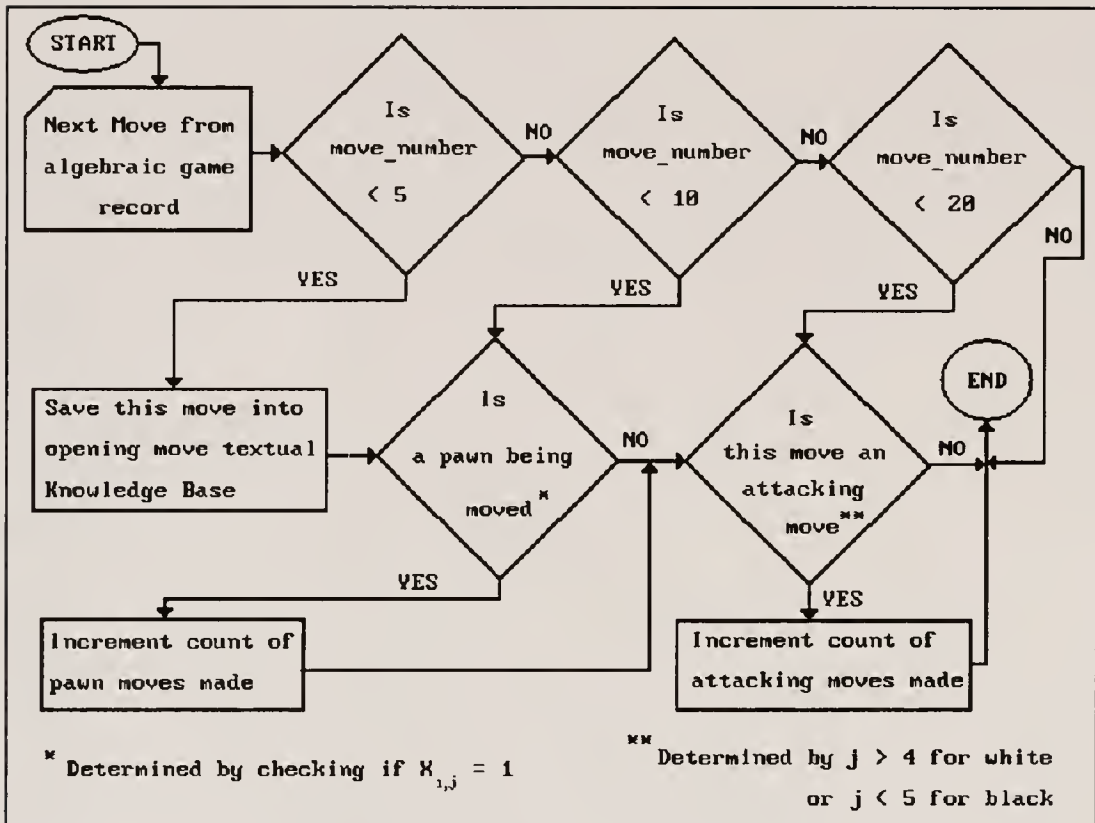 START
Next Move from
algebraic game
record
Is
move_number
< 5
NO
Is
move_number
< 10
NO
Is
move_number
< 20
NO
YES
YES
YES
Save this move into
opening move textual
Knowledge Base
Is
a pawn being
moved*
NO
Is
this move an
attacking
move**
NO
END
YES
Increment count of
pawn moves made
YES
Increment count of
attacking moves made
* Determined by checking if X i,j = 1
** Determined by j > 4 for white
or j < 5 for black